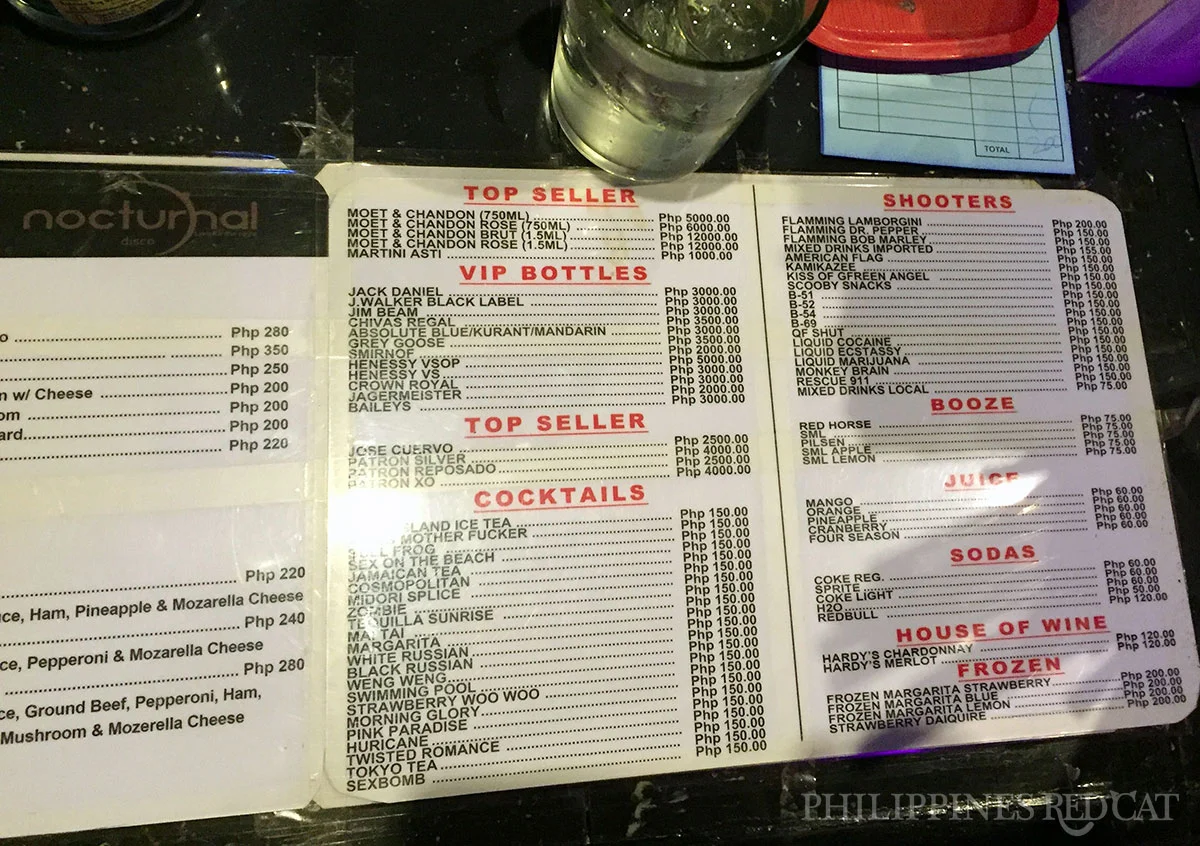 nocturnal
disco
o Php 280
Php 350
Php 250
n w/ Cheese Php 200
om Php 200
ard Php 200
Php 220
Php 220
ce, Ham, Pineapple & Mozarella Cheese
Php 240
ce, Pepperoni & Mozarella Cheese
Php 280
ce, Ground Beef, Pepperoni, Ham,
Mushroom & Mozerella Cheese
TOP SELLER
MOET & CHANDON (750ML) Php 5000.00
MOET & CHANDON ROSE (750ML) Php 6000.00
MOET & CHANDON BRUT (1.5ML) Php 12000.00
MOET & CHANDON ROSE (1.5ML) Php 12000.00
MARTINI ASTI Php 1000.00
VIP BOTTLES
JACK DANIEL Php 3000.00
J.WALKER BLACK LABEL Php 3000.00
JIM BEAM Php 3000.00
CHIVAS REGAL Php 3500.00
ABSOLUTE BLUE/KURANT/MANDARIN Php 3000.00
GREY GOOSE Php 3500.00
SMIRNOF Php 2000.00
HENESSY VSOP Php 5000.00
HENESSY VS Php 3000.00
CROWN ROYAL Php 3000.00
JAGERMEISTER Php 2000.00
BAILEYS Php 3000.00
TOP SELLER
JOSE CUERVO Php 2500.00
PATRON SILVER Php 4000.00
PATRON REPOSADO Php 2500.00
PATRON XO Php 4000.00
COCKTAILS
LAND ICE TEA Php 150.00
MOTHER FUCKER Php 150.00
FROG Php 150.00
SEX ON THE BEACH Php 150.00
JAMAICAN TEA Php 150.00
COSMOPOLITAN Php 150.00
MIDORI SPLICE Php 150.00
ZOMBIE Php 150.00
TEQUILLA SUNRISE Php 150.00
MAI TAI Php 150.00
MARGARITA Php 150.00
WHITE RUSSIAN Php 150.00
BLACK RUSSIAN Php 150.00
WENG WENG Php 150.00
SWIMMING POOL Php 150.00
STRAWBERRY WOO WOO Php 150.00
MORNING GLORY Php 150.00
PINK PARADISE Php 150.00
HURICANE Php 150.00
TWISTED ROMANCE Php 150.00
TOKYO TEA Php 150.00
SEXBOMB Php 150.00
SHOOTERS
FLAMMING LAMBORGINI Php 200.00
FLAMMING DR. PEPPER Php 150.00
FLAMMING BOB MARLEY Php 150.00
MIXED DRINKS IMPORTED Php 155.00
AMERICAN FLAG Php 150.00
KAMIKAZEE Php 150.00
KISS OF GFREEN ANGEL Php 150.00
SCOOBY SNACKS Php 150.00
B-51 Php 150.00
B-52 Php 150.00
B-54 Php 150.00
B-69 Php 150.00
QF SHUT Php 150.00
LIQUID COCAINE Php 150.00
LIQUID ECSTASSY Php 150.00
LIQUID MARIJUANA Php 150.00
MONKEY BRAIN Php 150.00
RESCUE 911 Php 150.00
MIXED DRINKS LOCAL Php 75.00
BOOZE
RED HORSE Php 75.00
SML Php 75.00
PILSEN Php 75.00
SML APPLE Php 75.00
SML LEMON Php 75.00
JUICE
MANGO Php 60.00
ORANGE Php 60.00
PINEAPPLE Php 60.00
CRANBERRY Php 60.00
FOUR SEASON Php 60.00
SODAS
COKE REG. Php 60.00
SPRITE Php 60.00
COKE LIGHT Php 60.00
H2O Php 50.00
REDBULL Php 120.00
HOUSE OF WINE
HARDY'S CHARDONNAY Php 120.00
HARDY'S MERLOT Php 120.00
FROZEN
FROZEN MARGARITA STRAWBERRY Php 200.00
FROZEN MARGARITA BLUE Php 200.00
FROZEN MARGARITA LEMON Php 200.00
STRAWBERRY DAIQUIRE Php 200.00
TOTAL
PHILIPPINES REDCAT